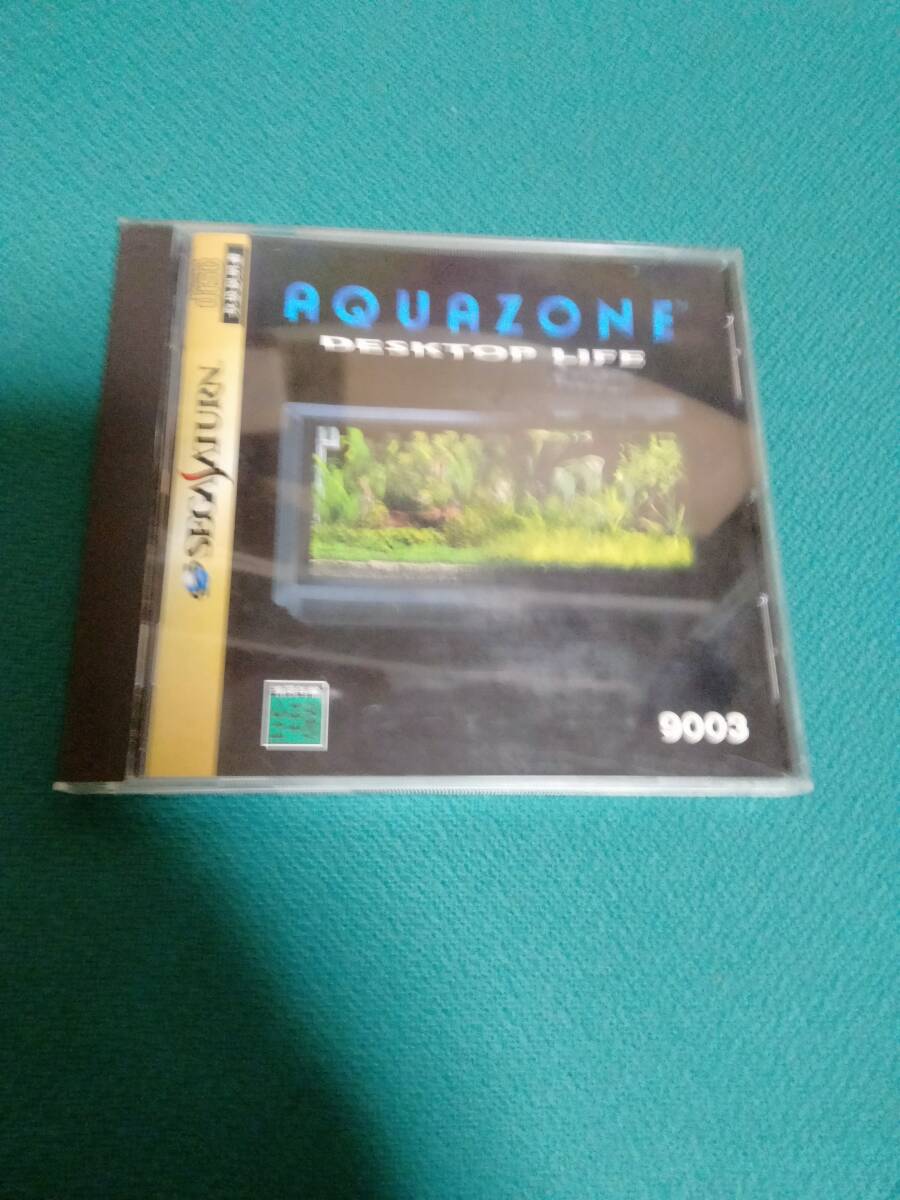 AQUAZONE
DESKTOP LIFE
SEGA SATURN
9003